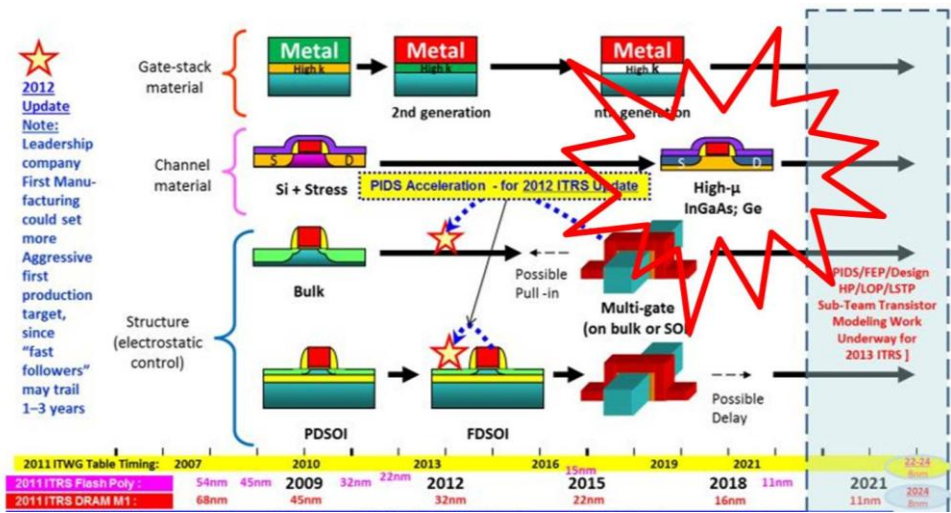 2012
Update
Note:
Leadership
company
First Manu-
facturing
could set
more
Aggressive
first
production
target,
since
“fast
followers”
may trail
1–3 years
Gate-stack
material
Metal
High k
Metal
High k
2nd generation
Metal
High k
nth generation
Channel
material
S D
Si + Stress
PIDS Acceleration - for 2012 ITRS Update
S D
High-μ
InGaAs; Ge
Structure
(electrostatic
control)
Bulk
Possible
Pull -in
Multi-gate
(on bulk or SOI
PDSOI
FDSOI
Possible
Delay
PIDS/FEP/Design
HP/LOP/LSTP
Sub-Team Transistor
Modeling Work
Underway for
2013 ITRS ]
2011 ITWG Table Timing: 2007 2010 2013 2016 2019 2021 22-24
8nm
2011 ITRS Flash Poly : 54nm 45nm 2009 32nm 22nm 2012 15nm 2015 2018 11nm 2021
2011 ITRS DRAM M1 : 68nm 45nm 32nm 22nm 16nm 11nm 2024
8nm